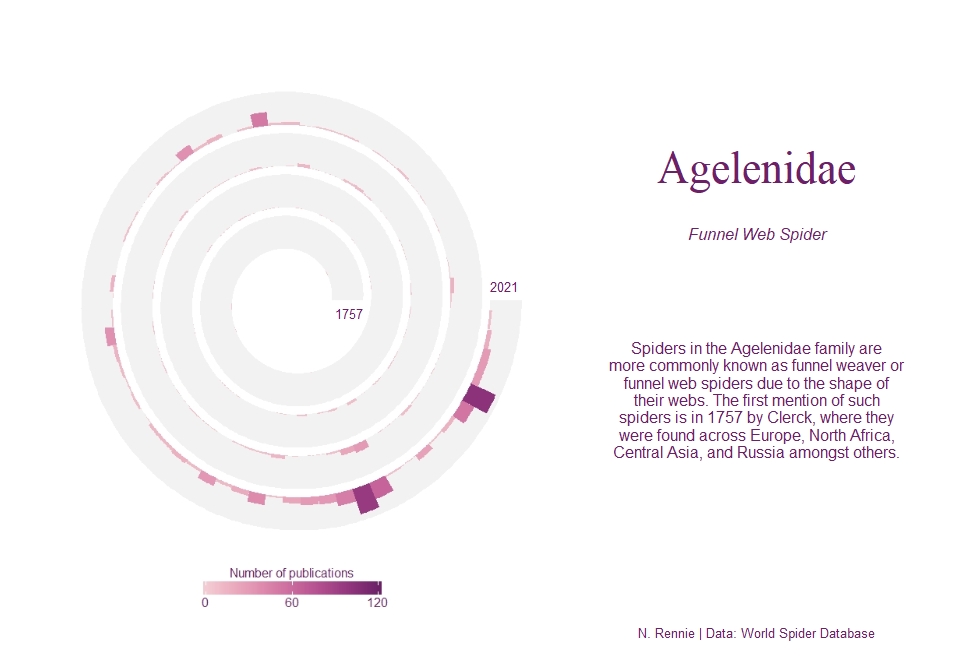 Agelenidae
Funnel Web Spider
2021
1757
Spiders in the Agelenidae family are
more commonly known as funnel weaver or
funnel web spiders due to the shape of
their webs. The first mention of such
spiders is in 1757 by Clerck, where they
were found across Europe, North Africa,
Central Asia, and Russia amongst others.
Number of publications
0 60 120
N. Rennie | Data: World Spider Database